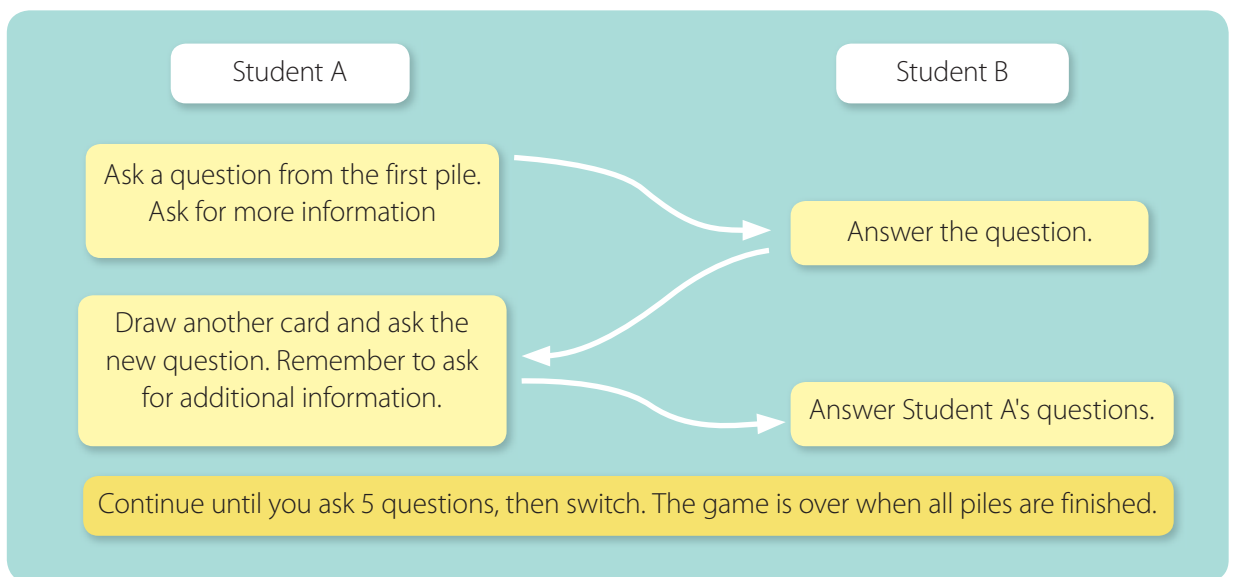 Student A
Student B
Ask a question from the first pile.
Ask for more information
Answer the question.
Draw another card and ask the
new question. Remember to ask
for additional information.
Answer Student A's questions.
Continue until you ask 5 questions, then switch. The game is over when all piles are finished.